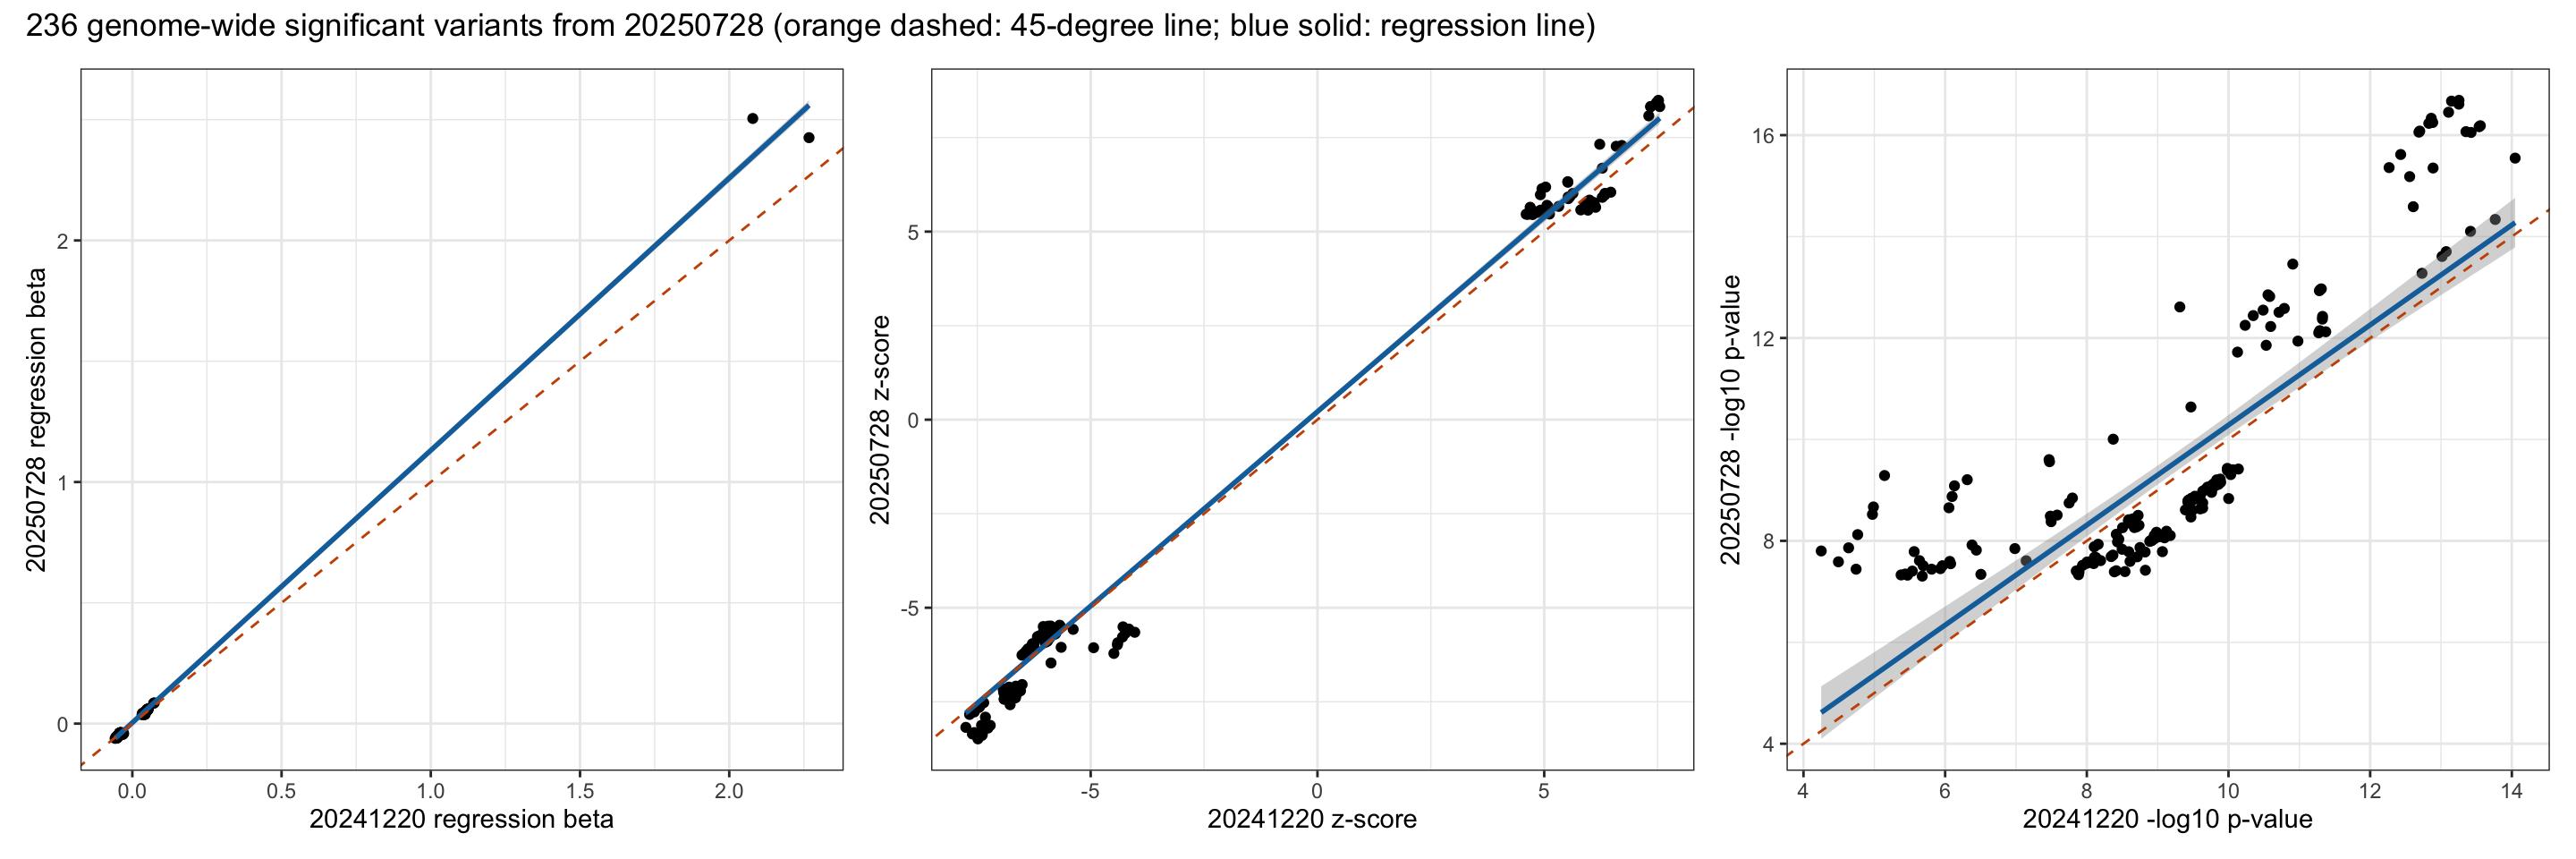 236 genome-wide significant variants from 20250728 (orange dashed: 45-degree line; blue solid: regression line)
20250728 regression beta
2
1
0
0.0 0.5 1.0 1.5 2.0
20241220 regression beta
20250728 z-score
5
0
-5
-5 0 5
20241220 z-score
20250728 -log10 p-value
16
12
8
4
4 6 8 10 12 14
20241220 -log10 p-value